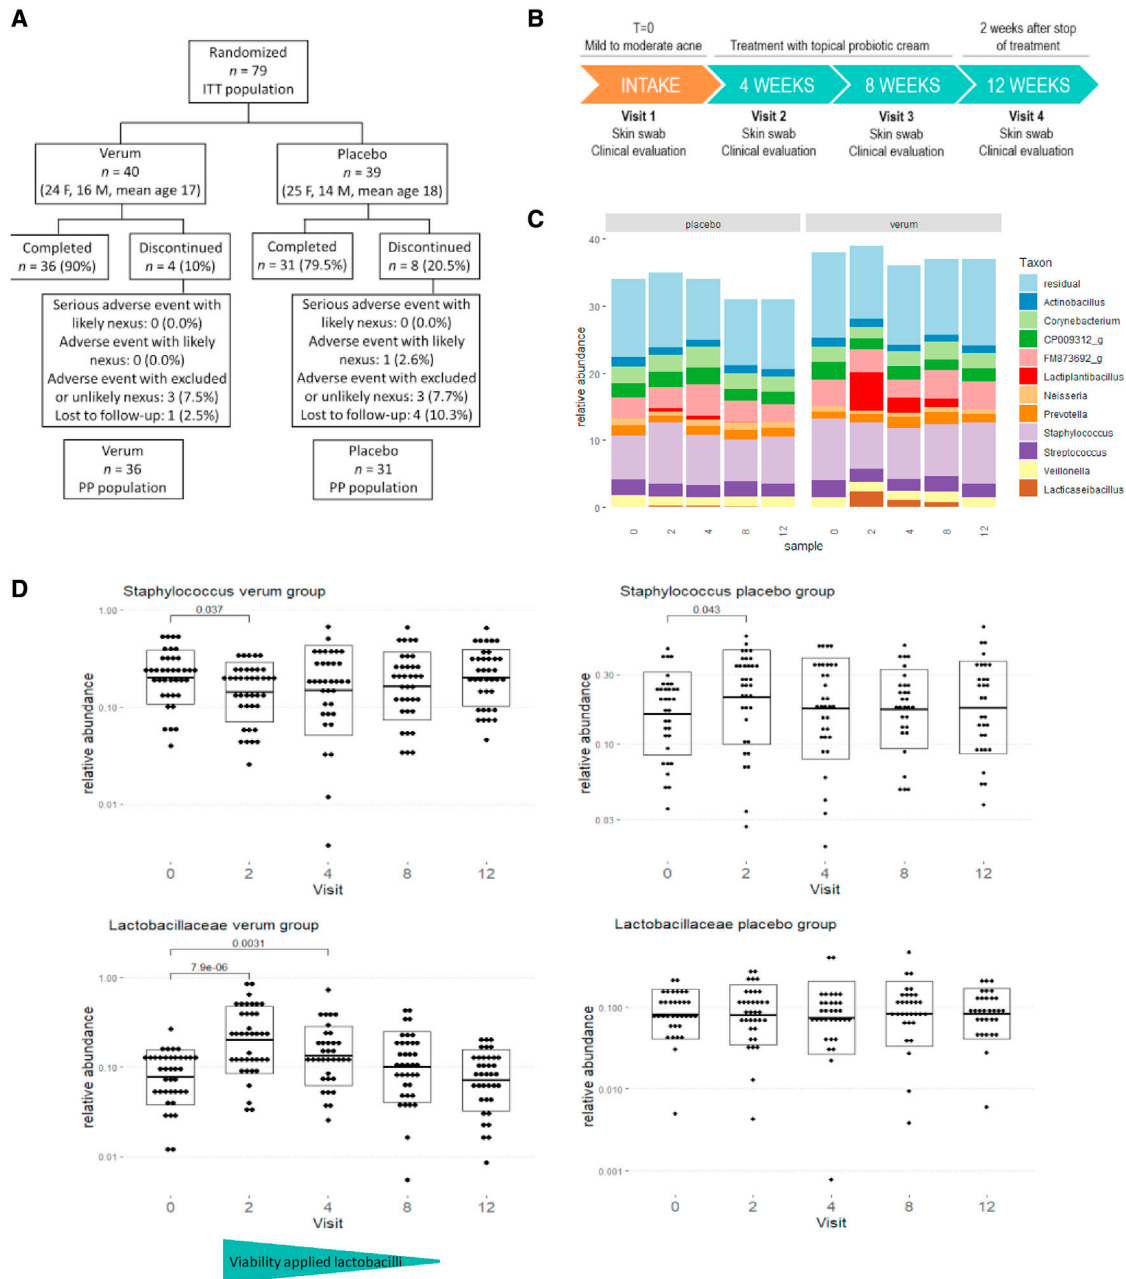 A
Randomized
n = 79
ITT population
Verum
n = 40
(24 F, 16 M, mean age 17)
Placebo
n = 39
(25 F, 14 M, mean age 18)
Completed
n = 36 (90%)
Discontinued
n = 4 (10%)
Completed
n = 31 (79.5%)
Discontinued
n = 8 (20.5%)
Serious adverse event with
likely nexus: 0 (0.0%)
Adverse event with likely
nexus: 0 (0.0%)
Adverse event with excluded
or unlikely nexus: 3 (7.5%)
Lost to follow-up: 1 (2.5%)
Serious adverse event with
likely nexus: 0 (0.0%)
Adverse event with likely
nexus: 1 (2.6%)
Adverse event with excluded
or unlikely nexus: 3 (7.7%)
Lost to follow-up: 4 (10.3%)
Verum
n = 36
PP population
Placebo
n = 31
PP population
B
T=0
Mild to moderate acne
Treatment with topical probiotic cream
2 weeks after stop
of treatment
INTAKE
4 WEEKS
8 WEEKS
12 WEEKS
Visit 1
Skin swab
Clinical evaluation
Visit 2
Skin swab
Clinical evaluation
Visit 3
Skin swab
Clinical evaluation
Visit 4
Skin swab
Clinical evaluation
C
placebo
verum
relative abundance
40
30
20
10
0
0 2 4 8 12
0 2 4 8 12
sample
Taxon
residual
Actinobacillus
Corynebacterium
CP009312_g
FM873692_g
Lactiplantibacillus
Neisseria
Prevotella
Staphylococcus
Streptococcus
Veillonella
Lacticaseibacillus
D
Staphylococcus verum group
0.037
relative abundance
1.00
0.10
0.01
0 2 4 8 12
Visit
Staphylococcus placebo group
0.043
relative abundance
0.30
0.10
0.03
0 2 4 8 12
Visit
Lactobacillaceae verum group
0.0031
7.9e-06
relative abundance
1.00
0.10
0.01
0 2 4 8 12
Visit
Viability applied lactobacilli
Lactobacillaceae placebo group
relative abundance
0.100
0.010
0.001
0 2 4 8 12
Visit